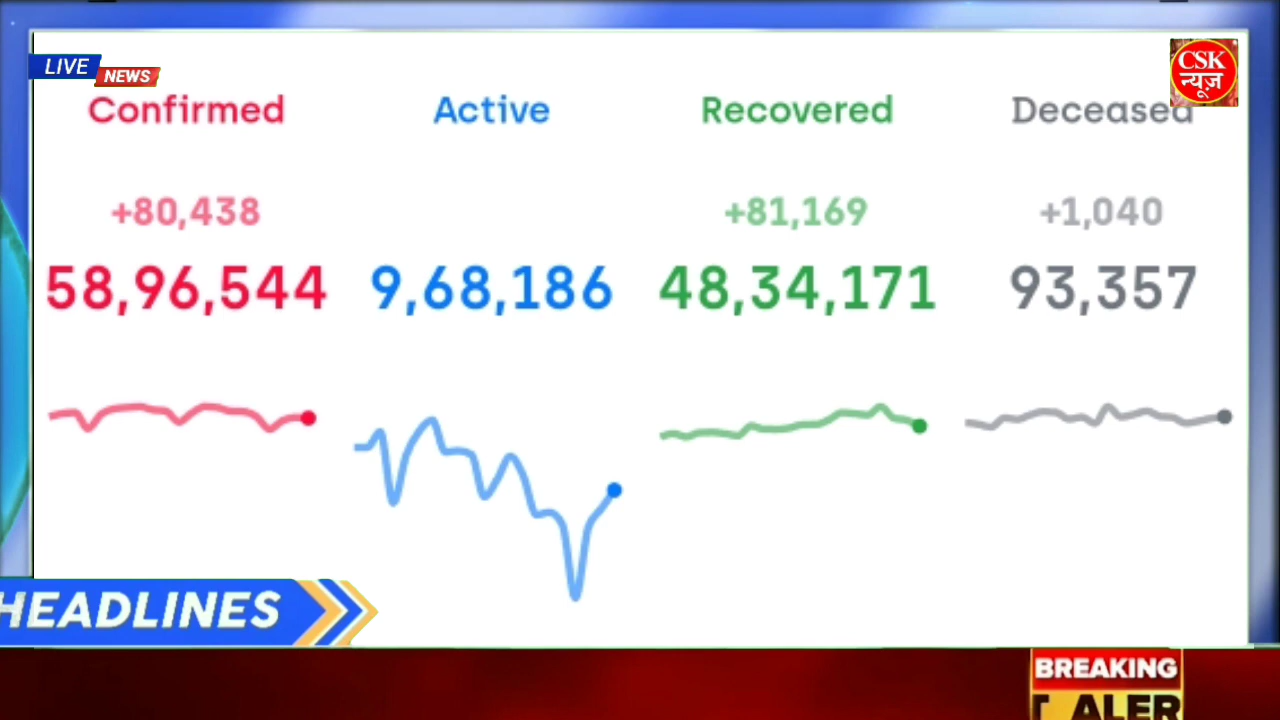 LIVE
NEWS
CSK
न्यूज़
Confirmed Active Recovered Deceased
+80,438 +81,169 +1,040
58,96,544 9,68,186 48,34,171 93,357
HEADLINES
BREAKING
ALER